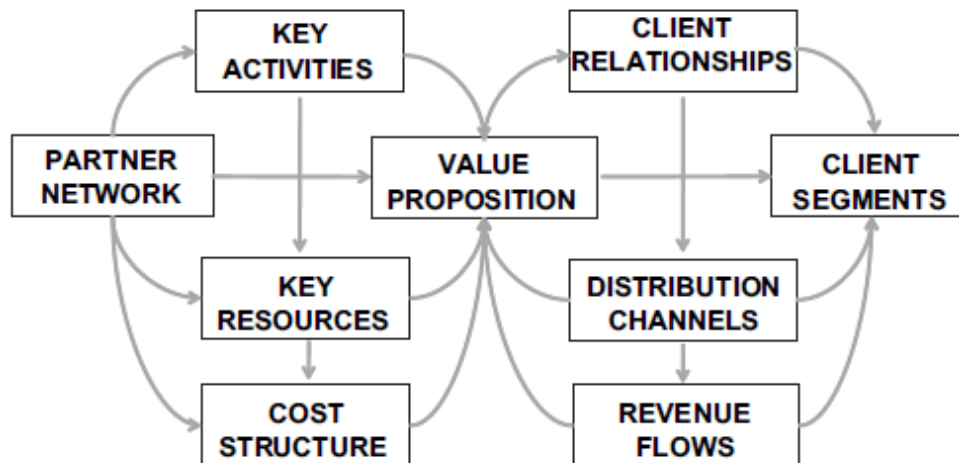 KEY
ACTIVITIES
CLIENT
RELATIONSHIPS
PARTNER
NETWORK
VALUE
PROPOSITION
CLIENT
SEGMENTS
KEY
RESOURCES
DISTRIBUTION
CHANNELS
COST
STRUCTURE
REVENUE
FLOWS